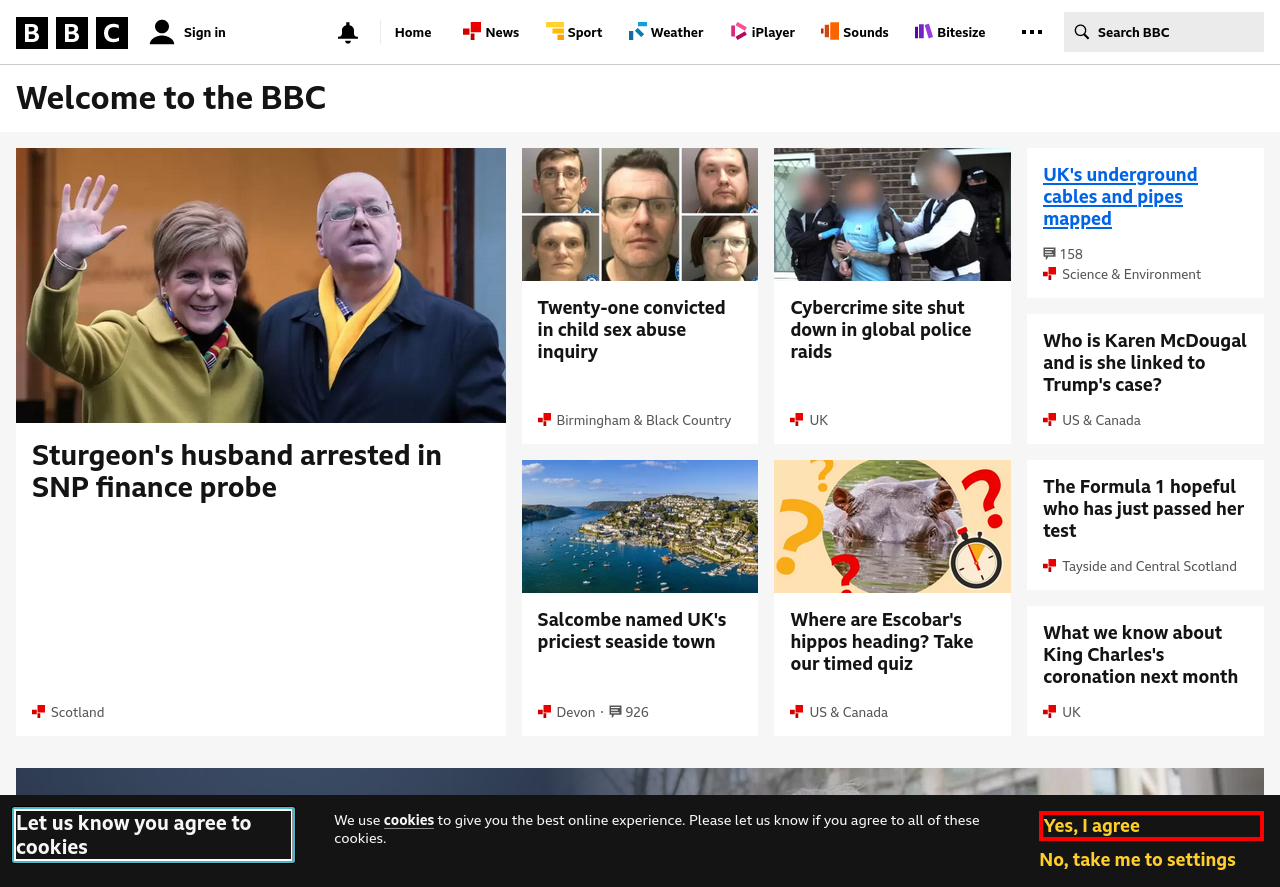 BBC
Sign in
Home
News
Sport
Weather
iPlayer
Sounds
Bitesize
Search BBC
Welcome to the BBC
Sturgeon's husband arrested in
SNP finance probe
Scotland
Twenty-one convicted
in child sex abuse
inquiry
Birmingham & Black Country
Cybercrime site shut
down in global police
raids
UK
UK's underground
cables and pipes
mapped
158
Science & Environment
Who is Karen McDougal
and is she linked to
Trump's case?
US & Canada
Salcombe named UK's
priciest seaside town
Devon · 926
? ? ? ?
Where are Escobar's
hippos heading? Take
our timed quiz
US & Canada
The Formula 1 hopeful
who has just passed her
test
Tayside and Central Scotland
What we know about
King Charles's
coronation next month
UK
Let us know you agree to
cookies
We use cookies to give you the best online experience. Please let us know if you agree to all of these
cookies.
Yes, I agree
No, take me to settings